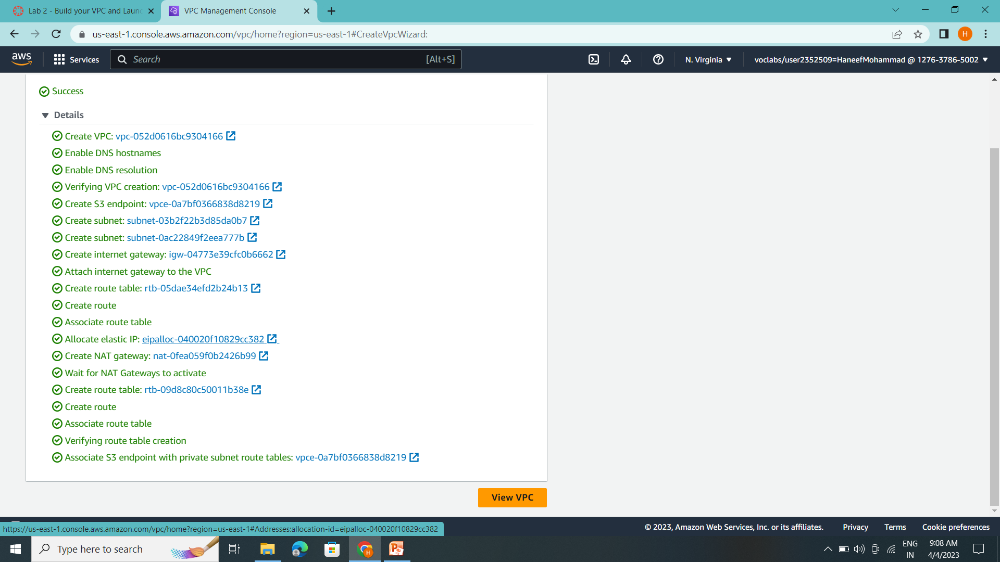 Lab 2 - Build your VPC and Laun
VPC Management Console
us-east-1.console.aws.amazon.com/vpc/home?region=us-east-1#CreateVpcWizard:
H
aws
Services
Search
[Alt+S]
N. Virginia
voclabs/user2352509=HaneefMohammad @ 1276-3786-5002
Success
Details
Create VPC: vpc-052d0616bc9304166
Enable DNS hostnames
Enable DNS resolution
Verifying VPC creation: vpc-052d0616bc9304166
Create S3 endpoint: vpce-0a7bf0366838d8219
Create subnet: subnet-03b2f22b3d85da0b7
Create subnet: subnet-0ac22849f2eea777b
Create internet gateway: igw-04773e39cfc0b6662
Attach internet gateway to the VPC
Create route table: rtb-05dae34efd2b24b13
Create route
Associate route table
Allocate elastic IP: eipalloc-040020f10829cc382
Create NAT gateway: nat-0fea059f0b2426b99
Wait for NAT Gateways to activate
Create route table: rtb-09d8c80c50011b38e
Create route
Associate route table
Verifying route table creation
Associate S3 endpoint with private subnet route tables: vpce-0a7bf0366838d8219
View VPC
https://us-east-1.console.aws.amazon.com/vpc/home?region=us-east-1#Addresses:allocation-id=eipalloc-040020f10829cc382
© 2023, Amazon Web Services, Inc. or its affiliates.
Privacy
Terms
Cookie preferences
Type here to search
ENG
IN
9:08 AM
4/4/2023